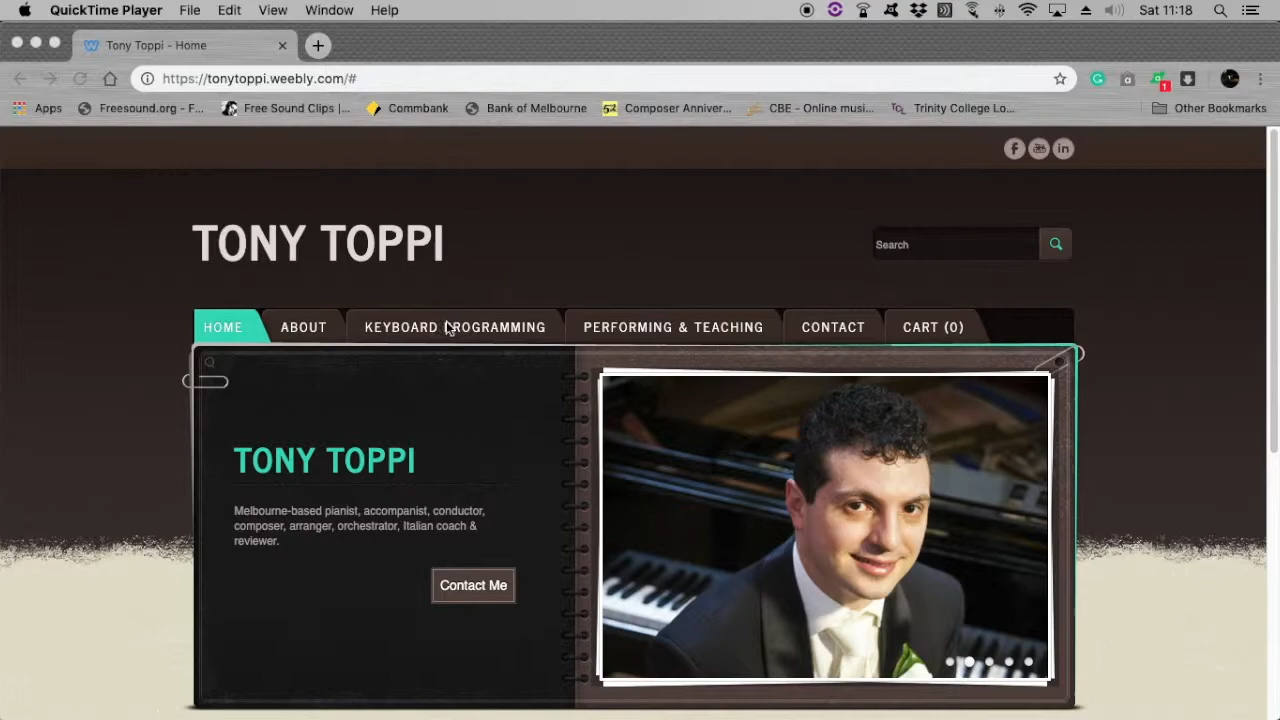 QuickTime Player File Edit View Window Help Sat 11:18
Tony Toppi - Home
https://tonytoppi.weebly.com/#
1
Apps Freesound.org - F... Free Sound Clips |... Commbank Bank of Melbourne Composer Anniver... CBE - Online musi... Trinity College Lo... Other Bookmarks
TONY TOPPI
Search
HOME ABOUT KEYBOARD PROGRAMMING PERFORMING & TEACHING CONTACT CART (0)
TONY TOPPI
Melbourne-based pianist, accompanist, conductor,
composer, arranger, orchestrator, Italian coach &
reviewer.
Contact Me